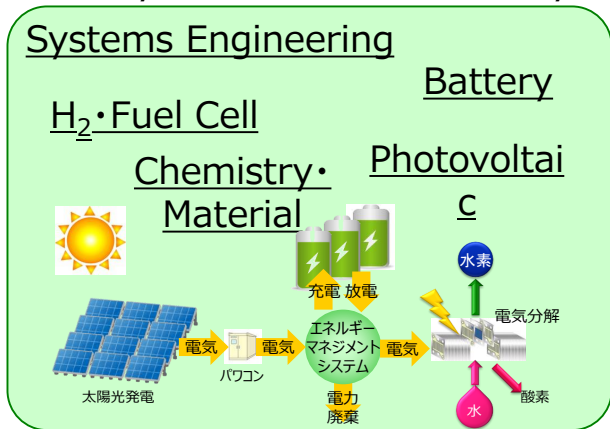 Systems Engineering
Battery
H₂・Fuel Cell
Photovoltai
c
Chemistry・
Material
充電 放電
水素
電気分解
電気
パワコン
電気
エネルギー
マネジメント
システム
電気
太陽光発電
電力
廃棄
水
酸素